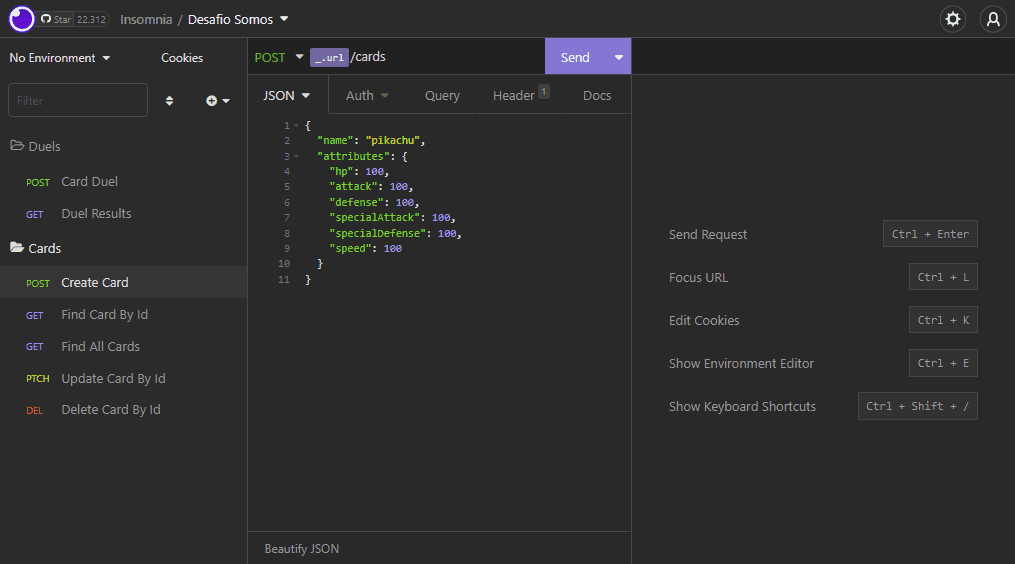 Star 22.312 Insomnia / Desafio Somos
No Environment Cookies
Filter
Duels
POST Card Duel
GET Duel Results
Cards
POST Create Card
GET Find Card By Id
GET Find All Cards
PTCH Update Card By Id
DEL Delete Card By Id
POST _.url /cards Send
JSON Auth Query Header 1 Docs
1 {
2 "name": "pikachu",
3 "attributes": {
4 "hp": 100,
5 "attack": 100,
6 "defense": 100,
7 "specialAttack": 100,
8 "specialDefense": 100,
9 "speed": 100
10 }
11 }
Beautify JSON
Send Request Ctrl + Enter
Focus URL Ctrl + L
Edit Cookies Ctrl + K
Show Environment Editor Ctrl + E
Show Keyboard Shortcuts Ctrl + Shift + /